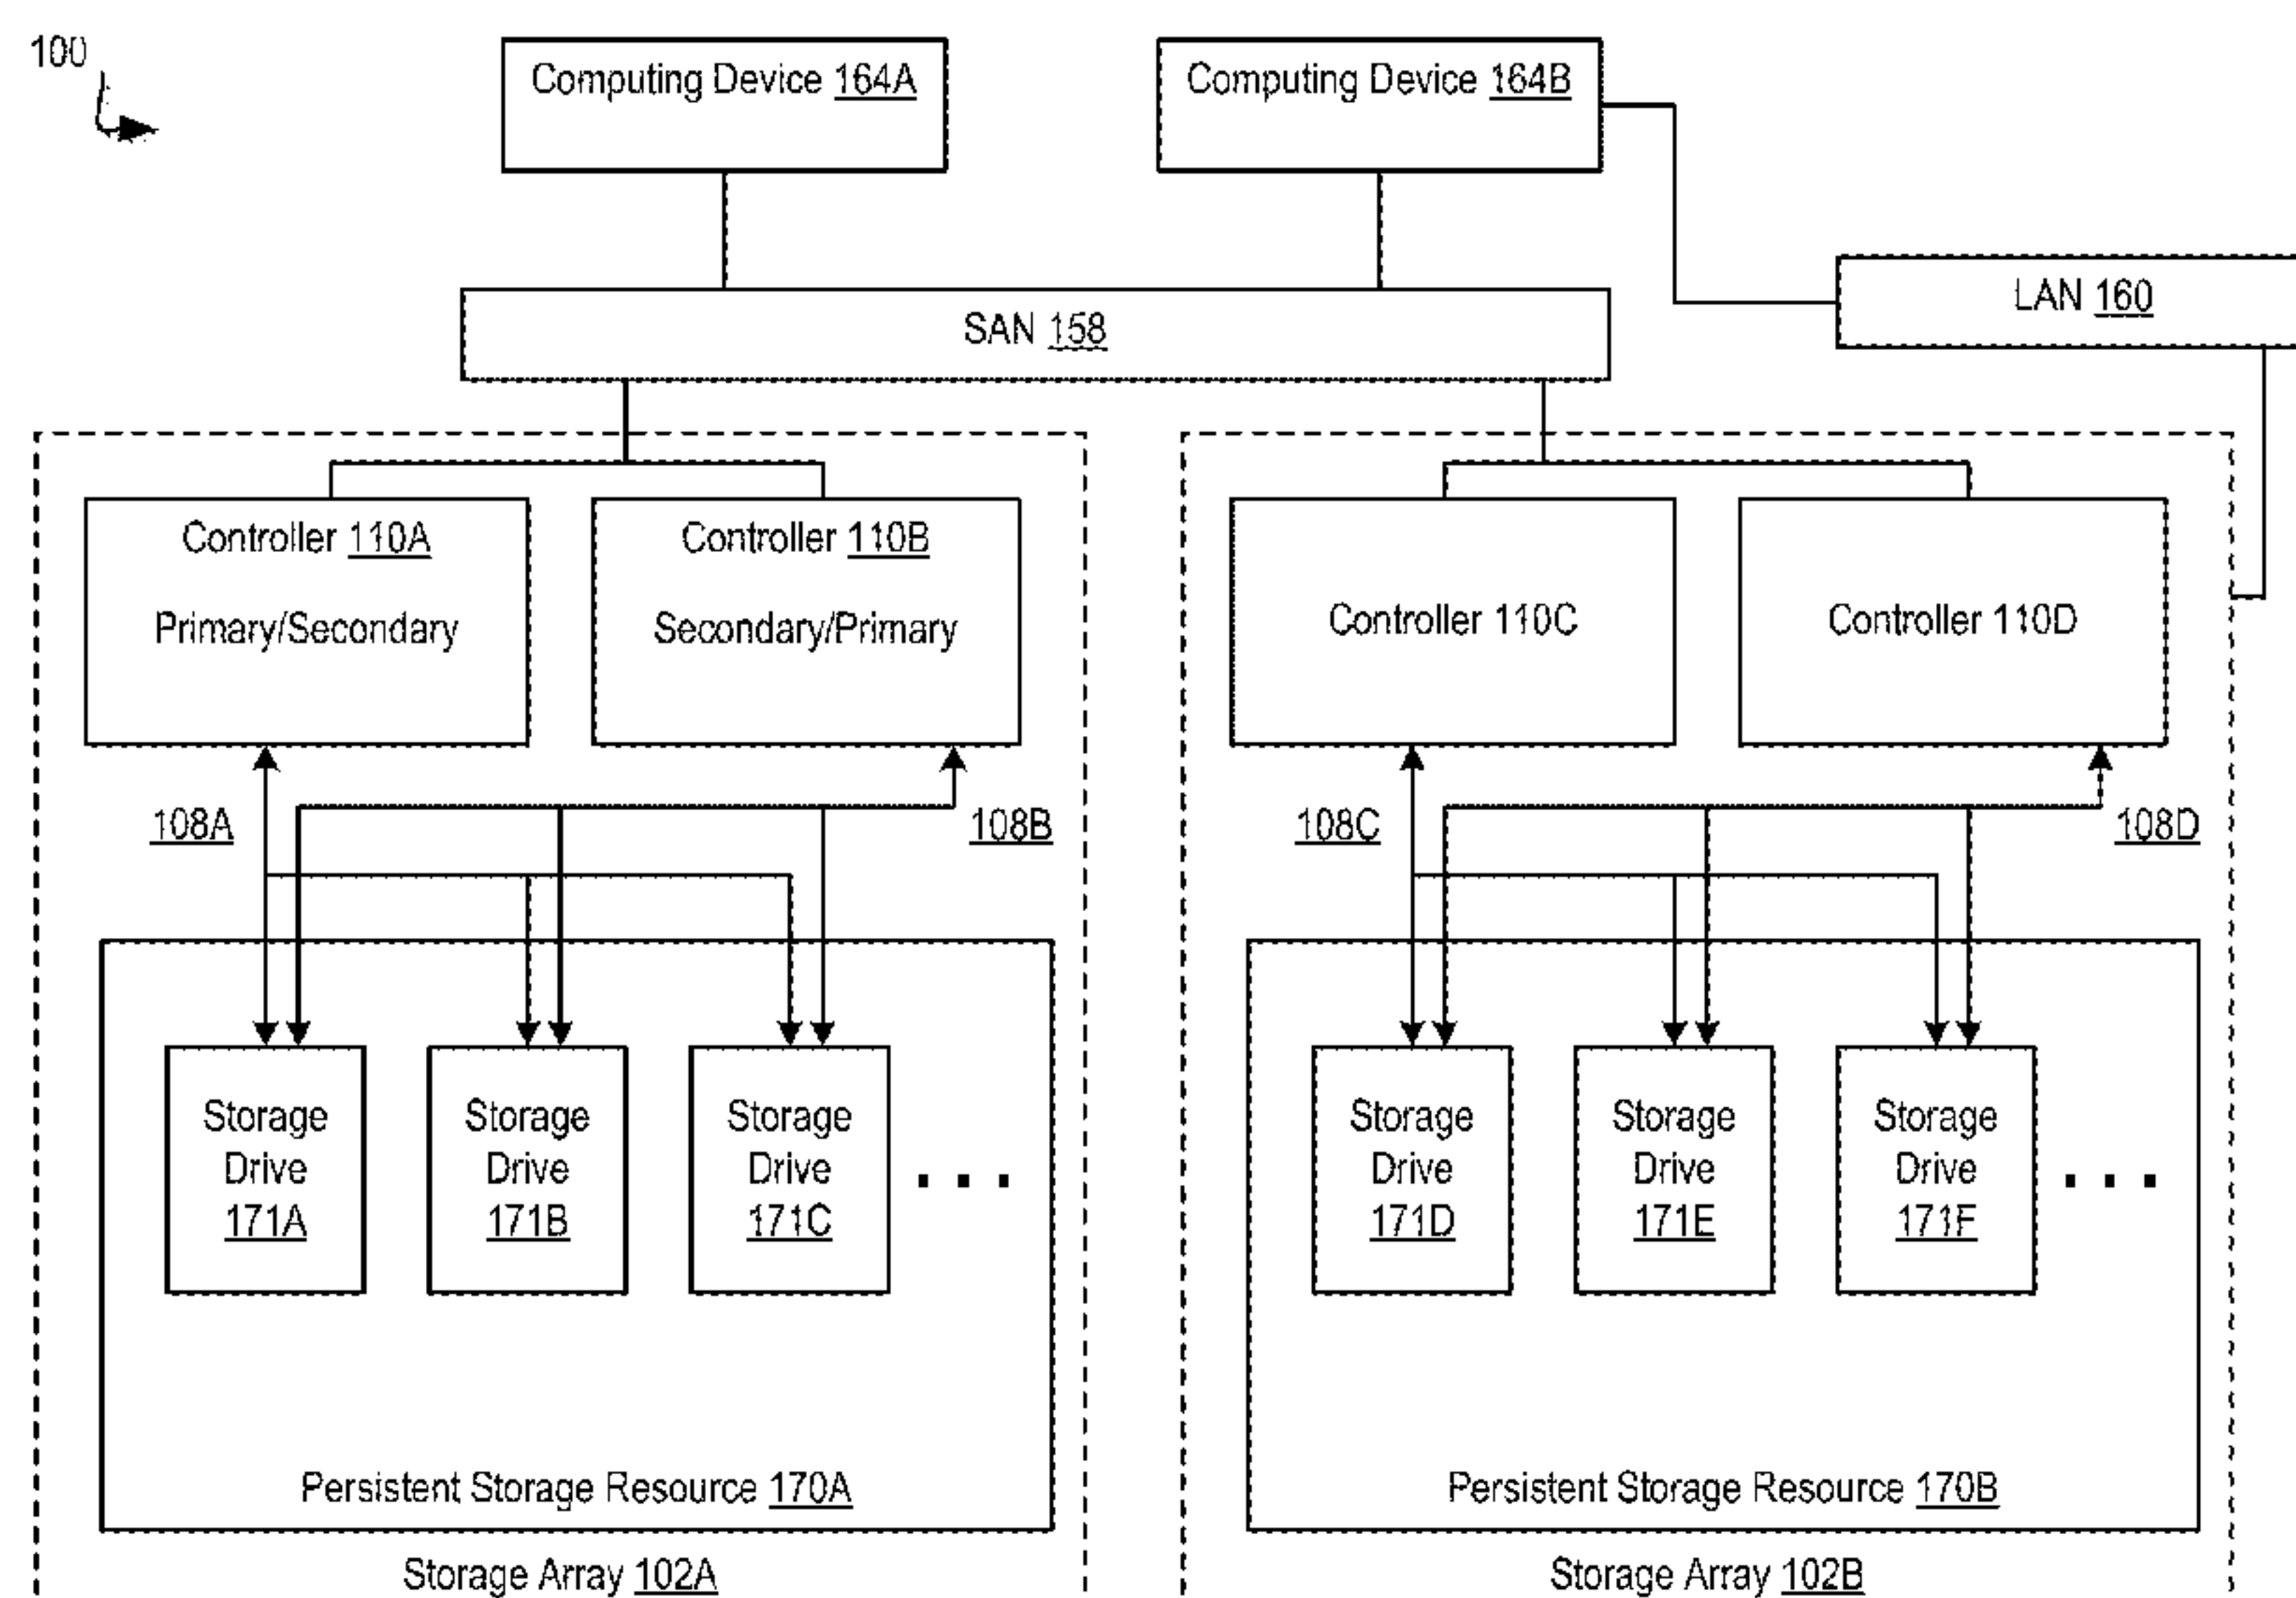 100
Computing Device 164A
Computing Device 164B
LAN 160
SAN 158
Controller 110A
Primary/Secondary
Controller 110B
Secondary/Primary
Controller 110C
Controller 110D
108A
108B
108C
108D
Storage
Drive
171A
Storage
Drive
171B
Storage
Drive
171C
. . .
Storage
Drive
171D
Storage
Drive
171E
Storage
Drive
171F
. . .
Persistent Storage Resource 170A
Persistent Storage Resource 170B
Storage Array 102A
Storage Array 102B